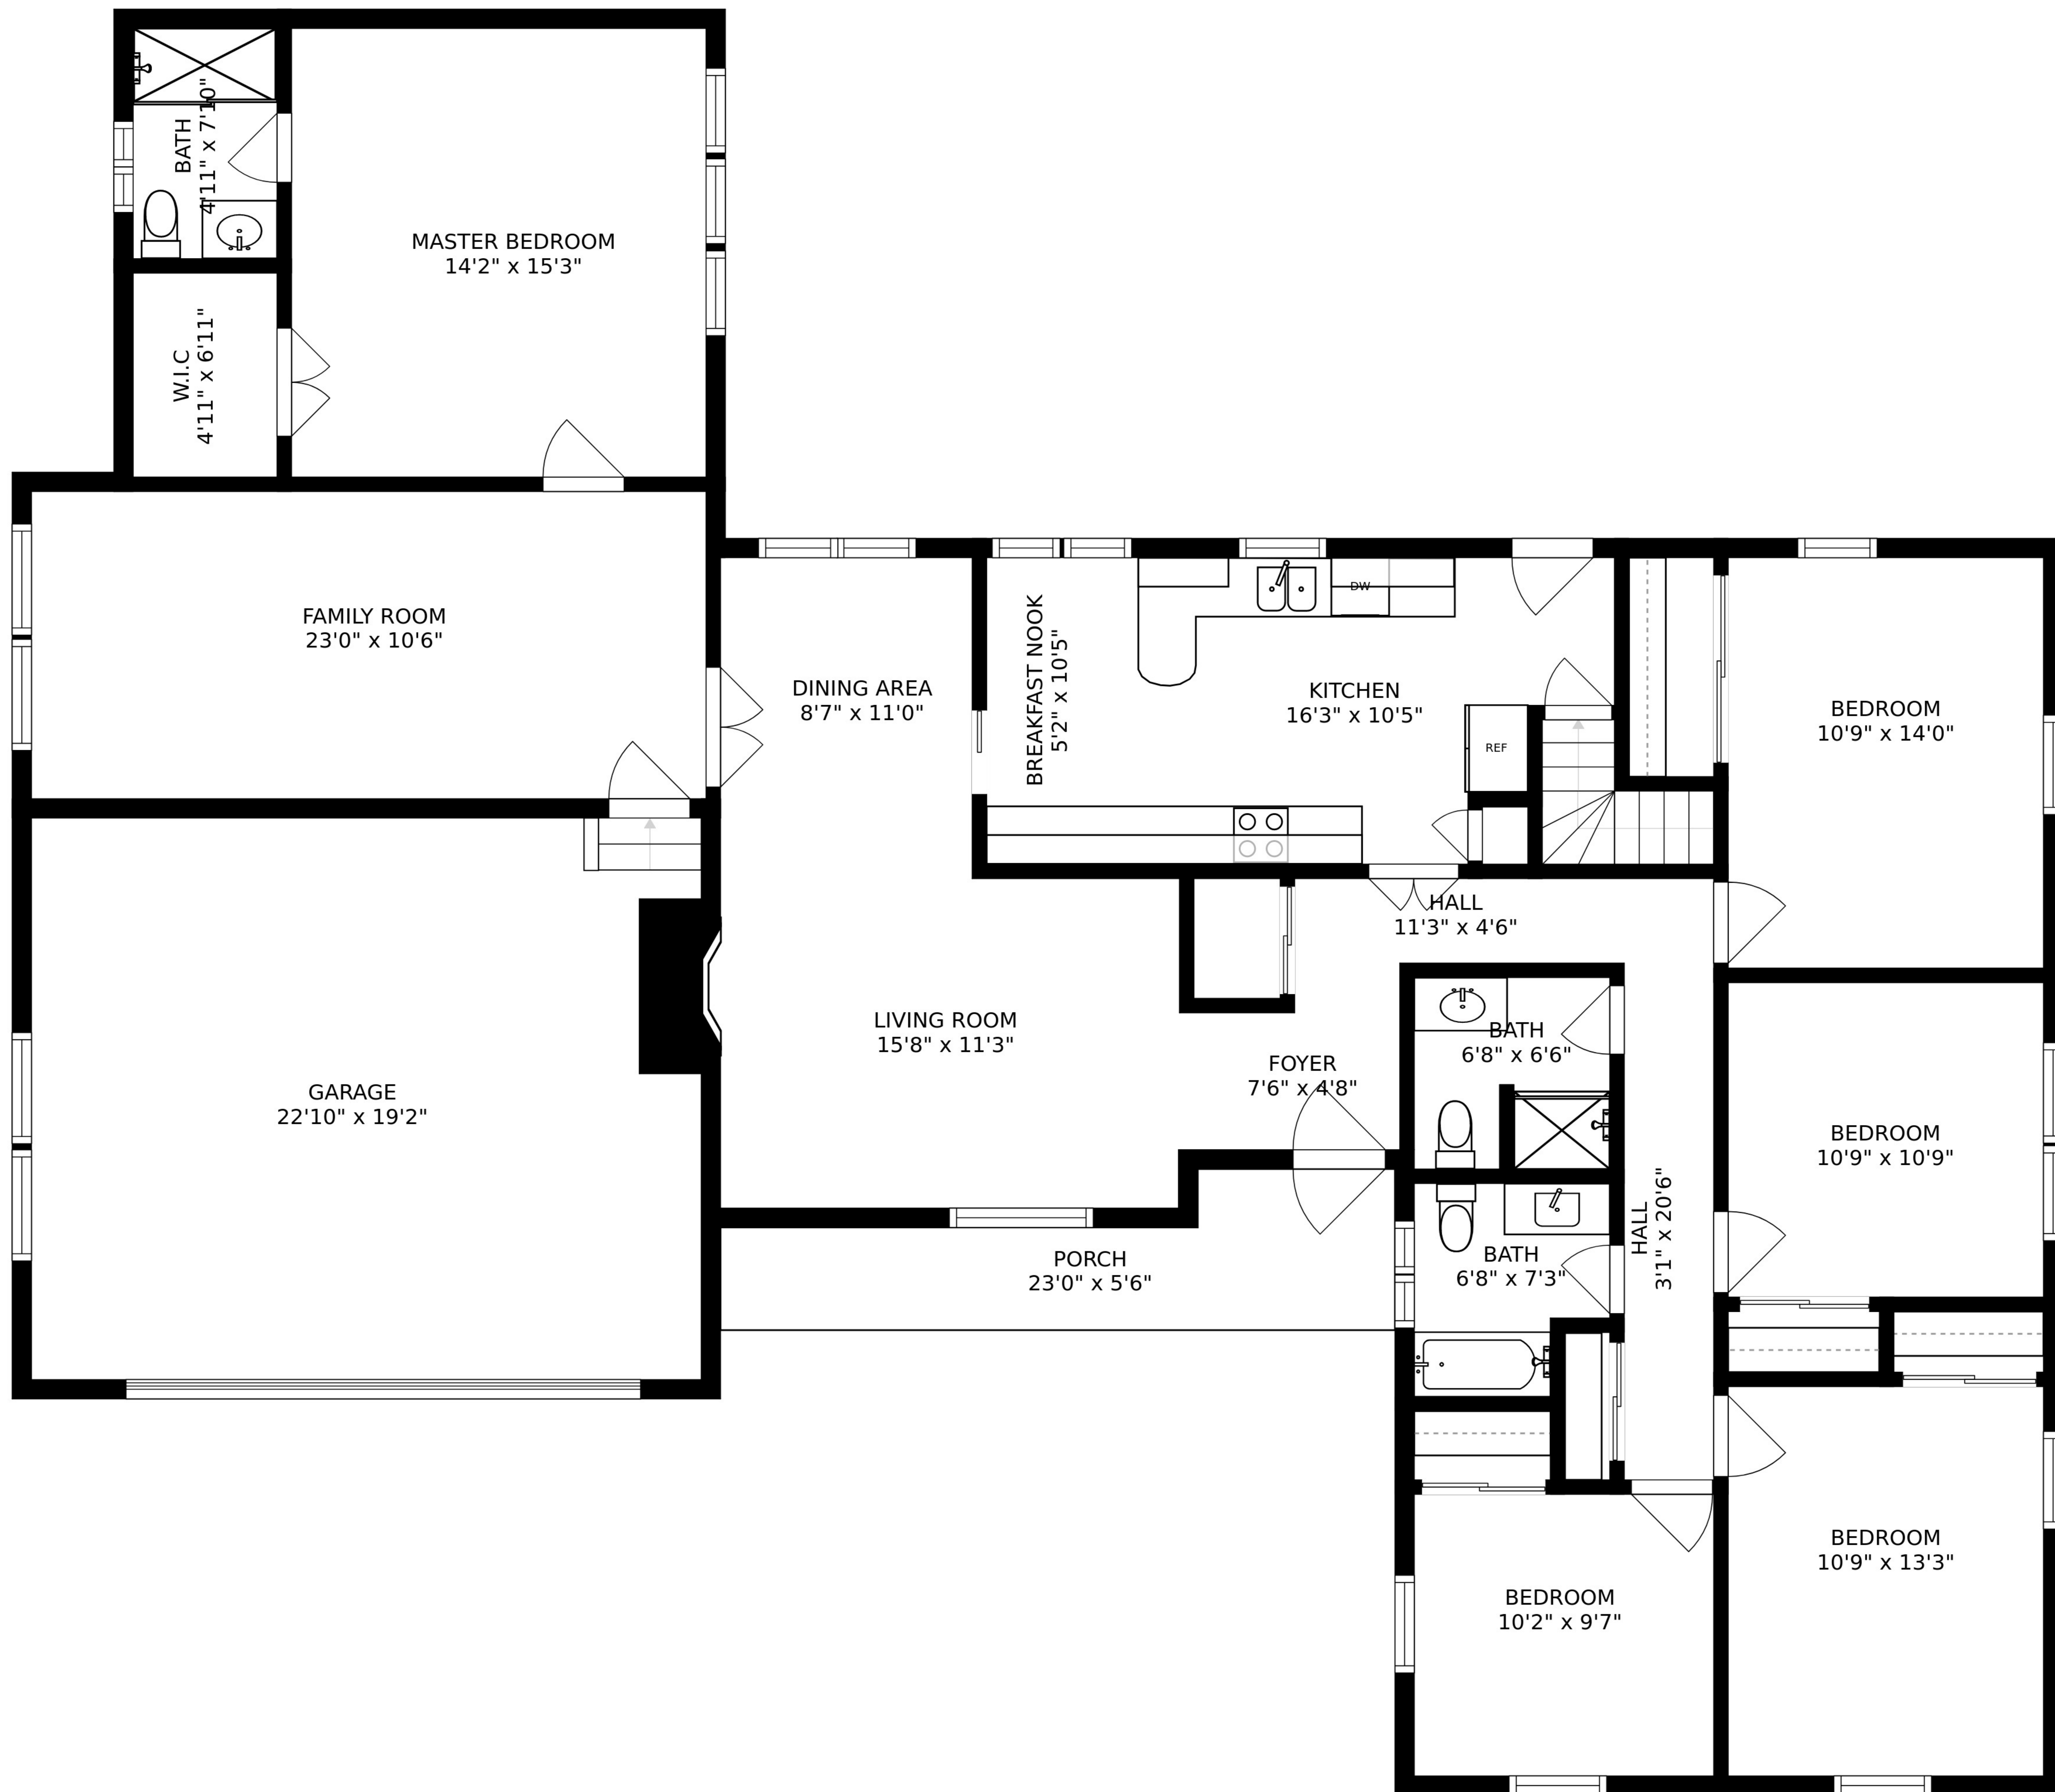 BATH
4'11" x 7'10"
MASTER BEDROOM
14'2" x 15'3"
W.I.C
4'11" x 6'11"
FAMILY ROOM
23'0" x 10'6"
DINING AREA
8'7" x 11'0"
BREAKFAST NOOK
5'2" x 10'5"
DW
KITCHEN
16'3" x 10'5"
REF
BEDROOM
10'9" x 14'0"
HALL
11'3" x 4'6"
LIVING ROOM
15'8" x 11'3"
FOYER
7'6" x 4'8"
BATH
6'8" x 6'6"
GARAGE
22'10" x 19'2"
BEDROOM
10'9" x 10'9"
HALL
3'1" x 20'6"
PORCH
23'0" x 5'6"
BATH
6'8" x 7'3"
BEDROOM
10'9" x 13'3"
BEDROOM
10'2" x 9'7"